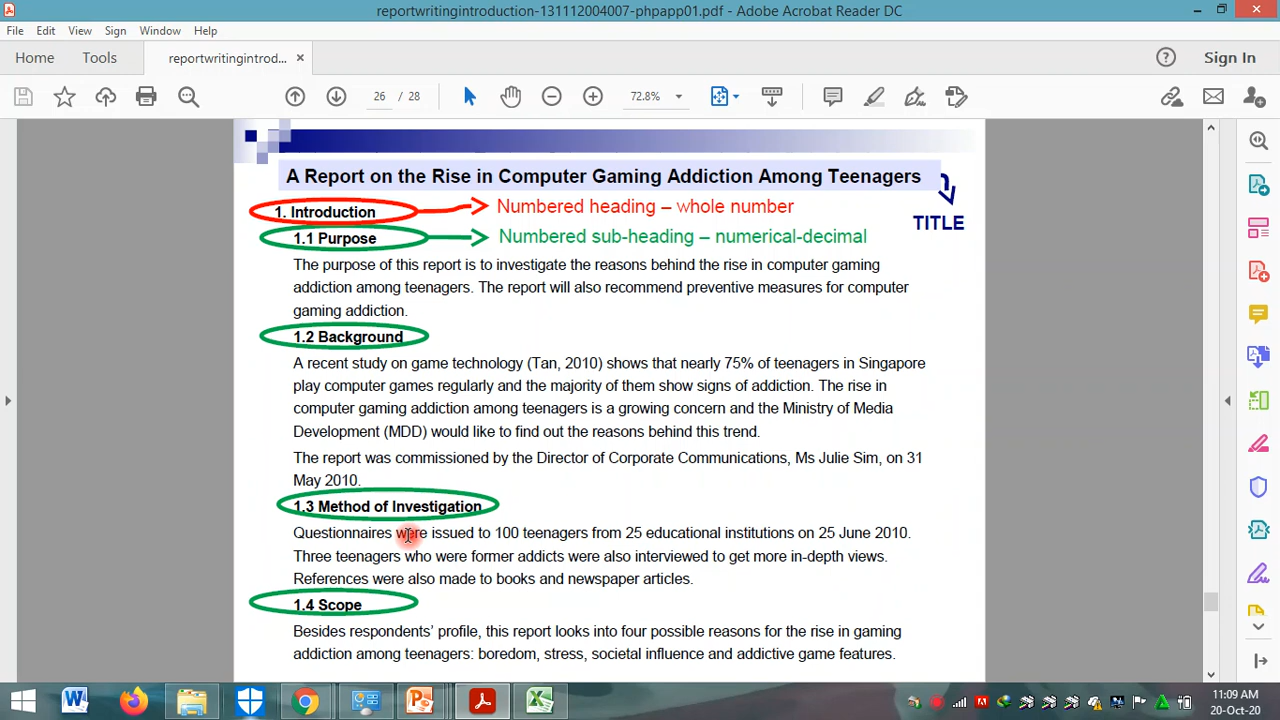 reportwritingintroduction-131112004007-phpapp01.pdf - Adobe Acrobat Reader DC
File Edit View Sign Window Help
Home Tools reportwritingintrod... × Sign In
26 / 28 72.8%
A Report on the Rise in Computer Gaming Addiction Among Teenagers
1. Introduction Numbered heading – whole number
TITLE
1.1 Purpose Numbered sub-heading – numerical-decimal
The purpose of this report is to investigate the reasons behind the rise in computer gaming
addiction among teenagers. The report will also recommend preventive measures for computer
gaming addiction.
1.2 Background
A recent study on game technology (Tan, 2010) shows that nearly 75% of teenagers in Singapore
play computer games regularly and the majority of them show signs of addiction. The rise in
computer gaming addiction among teenagers is a growing concern and the Ministry of Media
Development (MDD) would like to find out the reasons behind this trend.
The report was commissioned by the Director of Corporate Communications, Ms Julie Sim, on 31
May 2010.
1.3 Method of Investigation
Questionnaires were issued to 100 teenagers from 25 educational institutions on 25 June 2010.
Three teenagers who were former addicts were also interviewed to get more in-depth views.
References were also made to books and newspaper articles.
1.4 Scope
Besides respondents' profile, this report looks into four possible reasons for the rise in gaming
addiction among teenagers: boredom, stress, societal influence and addictive game features.
11:09 AM
20-Oct-20